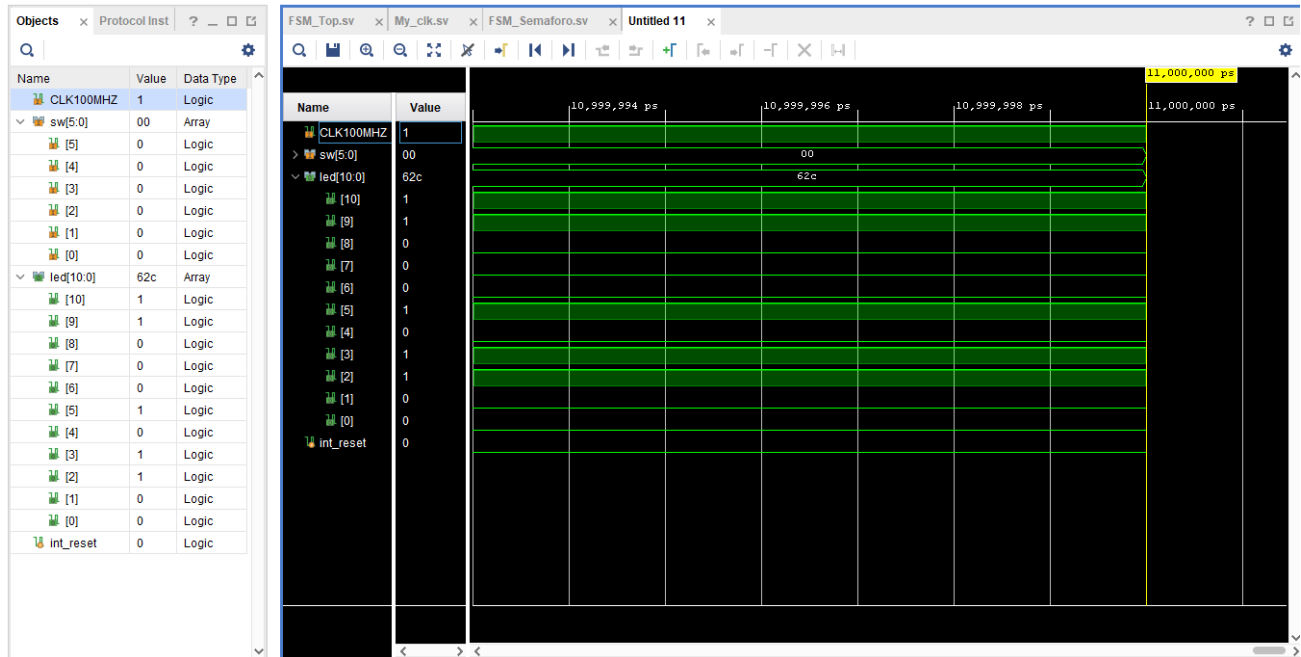 Objects × Protocol Inst ?
Name Value Data Type
CLK100MHZ 1 Logic
sw[5:0] 00 Array
[5] 0 Logic
[4] 0 Logic
[3] 0 Logic
[2] 0 Logic
[1] 0 Logic
[0] 0 Logic
led[10:0] 62c Array
[10] 1 Logic
[9] 1 Logic
[8] 0 Logic
[7] 0 Logic
[6] 0 Logic
[5] 1 Logic
[4] 0 Logic
[3] 1 Logic
[2] 1 Logic
[1] 0 Logic
[0] 0 Logic
int_reset 0 Logic
FSM_Top.sv × My_clk.sv × FSM_Semaforo.sv × Untitled 11 × ?
11,000,000 ps
Name Value 10,999,994 ps 10,999,996 ps 10,999,998 ps 11,000,000 ps
CLK100MHZ 1
sw[5:0] 00 00
led[10:0] 62c 62c
[10] 1
[9] 1
[8] 0
[7] 0
[6] 0
[5] 1
[4] 0
[3] 1
[2] 1
[1] 0
[0] 0
int_reset 0